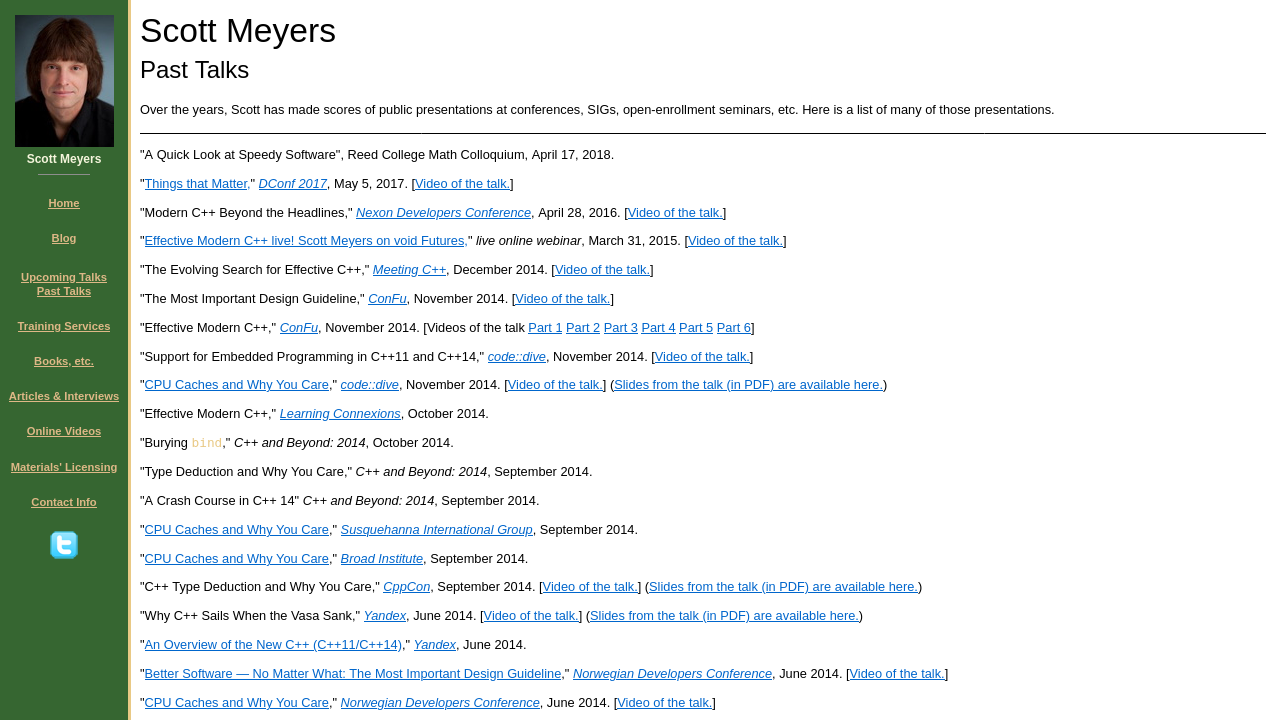 Scott Meyers
Home
Blog
Upcoming Talks
Past Talks
Training Services
Books, etc.
Articles & Interviews
Online Videos
Materials' Licensing
Contact Info
Scott Meyers
Past Talks
Over the years, Scott has made scores of public presentations at conferences, SIGs, open-enrollment seminars, etc. Here is a list of many of those presentations.
"A Quick Look at Speedy Software", Reed College Math Colloquium, April 17, 2018.
"Things that Matter," DConf 2017, May 5, 2017. [Video of the talk.]
"Modern C++ Beyond the Headlines," Nexon Developers Conference, April 28, 2016. [Video of the talk.]
"Effective Modern C++ live! Scott Meyers on void Futures," live online webinar, March 31, 2015. [Video of the talk.]
"The Evolving Search for Effective C++," Meeting C++, December 2014. [Video of the talk.]
"The Most Important Design Guideline," ConFu, November 2014. [Video of the talk.]
"Effective Modern C++," ConFu, November 2014. [Videos of the talk Part 1 Part 2 Part 3 Part 4 Part 5 Part 6]
"Support for Embedded Programming in C++11 and C++14," code::dive, November 2014. [Video of the talk.]
"CPU Caches and Why You Care," code::dive, November 2014. [Video of the talk.] (Slides from the talk (in PDF) are available here.)
"Effective Modern C++," Learning Connexions, October 2014.
"Burying bind," C++ and Beyond: 2014, October 2014.
"Type Deduction and Why You Care," C++ and Beyond: 2014, September 2014.
"A Crash Course in C++ 14" C++ and Beyond: 2014, September 2014.
"CPU Caches and Why You Care," Susquehanna International Group, September 2014.
"CPU Caches and Why You Care," Broad Institute, September 2014.
"C++ Type Deduction and Why You Care," CppCon, September 2014. [Video of the talk.] (Slides from the talk (in PDF) are available here.)
"Why C++ Sails When the Vasa Sank," Yandex, June 2014. [Video of the talk.] (Slides from the talk (in PDF) are available here.)
"An Overview of the New C++ (C++11/C++14)," Yandex, June 2014.
"Better Software — No Matter What: The Most Important Design Guideline," Norwegian Developers Conference, June 2014. [Video of the talk.]
"CPU Caches and Why You Care," Norwegian Developers Conference, June 2014. [Video of the talk.]